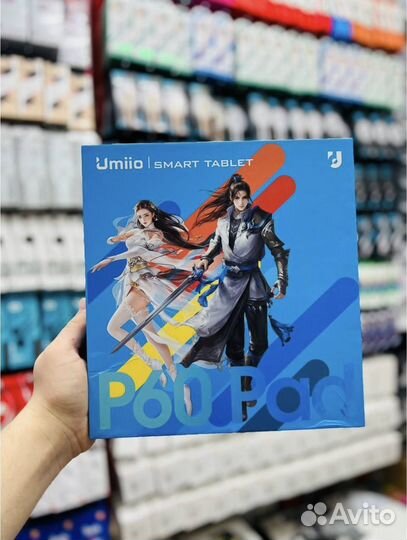 Umiio | SMART TABLET
P60 Pad
Avito